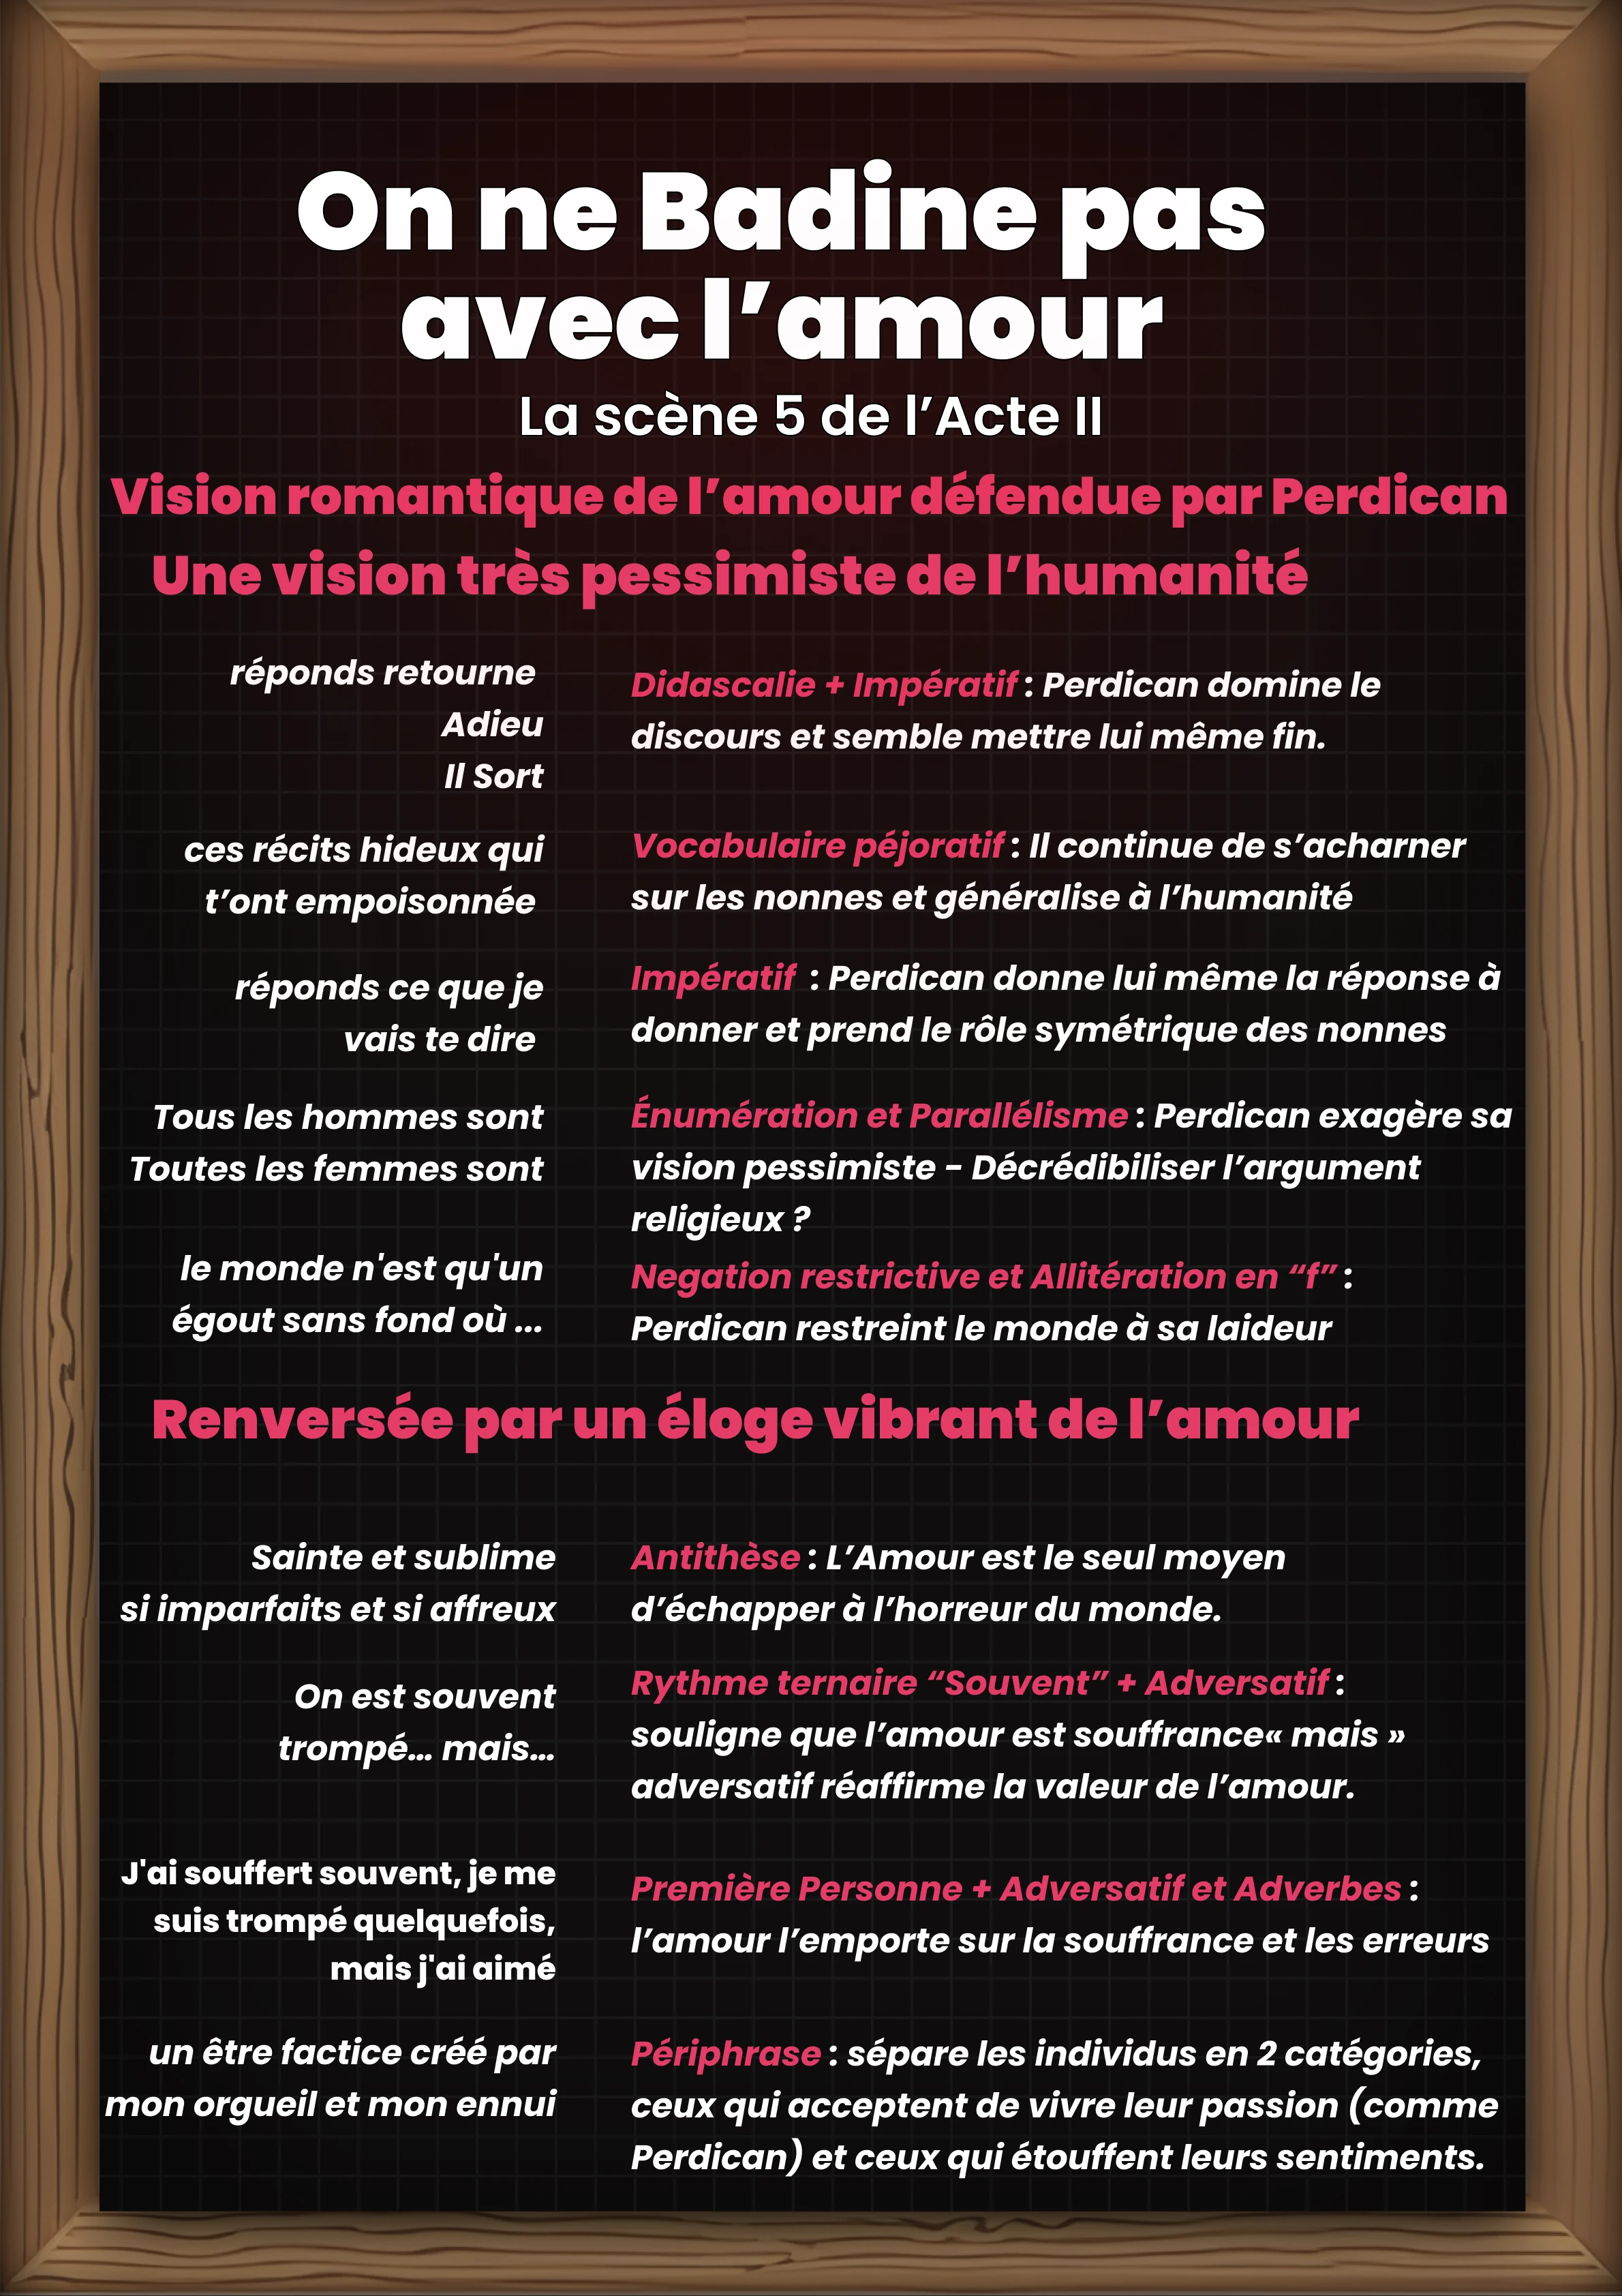 On ne Badine pas
avec l’amour
La scène 5 de l’Acte II
Vision romantique de l’amour défendue par Perdican
Une vision très pessimiste de l’humanité
réponds retourne
Adieu
Il Sort
Didascalie + Impératif : Perdican domine le
discours et semble mettre lui même fin.
ces récits hideux qui
t’ont empoisonnée
Vocabulaire péjoratif : Il continue de s’acharner
sur les nonnes et généralise à l’humanité
réponds ce que je
vais te dire
Impératif : Perdican donne lui même la réponse à
donner et prend le rôle symétrique des nonnes
Tous les hommes sont
Toutes les femmes sont
Énumération et Parallélisme : Perdican exagère sa
vision pessimiste - Décrédibiliser l’argument
religieux ?
le monde n'est qu'un
égout sans fond où ...
Negation restrictive et Allitération en “f” :
Perdican restreint le monde à sa laideur
Renversée par un éloge vibrant de l’amour
Sainte et sublime
si imparfaits et si affreux
Antithèse : L’Amour est le seul moyen
d’échapper à l’horreur du monde.
On est souvent
trompé... mais...
Rythme ternaire “Souvent” + Adversatif :
souligne que l’amour est souffrance« mais »
adversatif réaffirme la valeur de l’amour.
J'ai souffert souvent, je me
suis trompé quelquefois,
mais j'ai aimé
Première Personne + Adversatif et Adverbes :
l’amour l’emporte sur la souffrance et les erreurs
un être factice créé par
mon orgueil et mon ennui
Périphrase : sépare les individus en 2 catégories,
ceux qui acceptent de vivre leur passion (comme
Perdican) et ceux qui étouffent leurs sentiments.